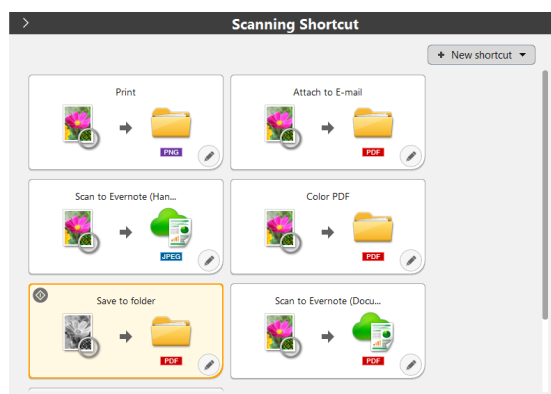 Scanning Shortcut
+ New shortcut
Print
PNG
Attach to E-mail
PDF
Scan to Evernote (Han...
JPEG
Color PDF
PDF
Save to folder
PDF
Scan to Evernote (Docu...
PDF